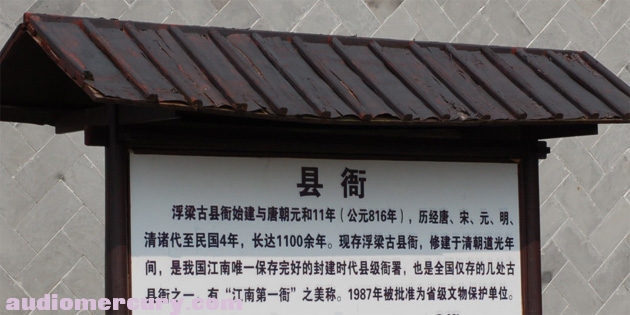 县 衙
浮梁古县衙始建与唐朝元和11年（公元816年），历经唐、宋、元、明、
清诸代至民国4年，长达1100余年。现存浮梁古县衙，修建于清朝道光年
间，是我国江南唯一保存完好的封建时代县级衙署，也是全国仅存的几处古
县衙之一，有“江南第一衙”之美称。1987年被批准为省级文物保护单位。
audiomercury.com